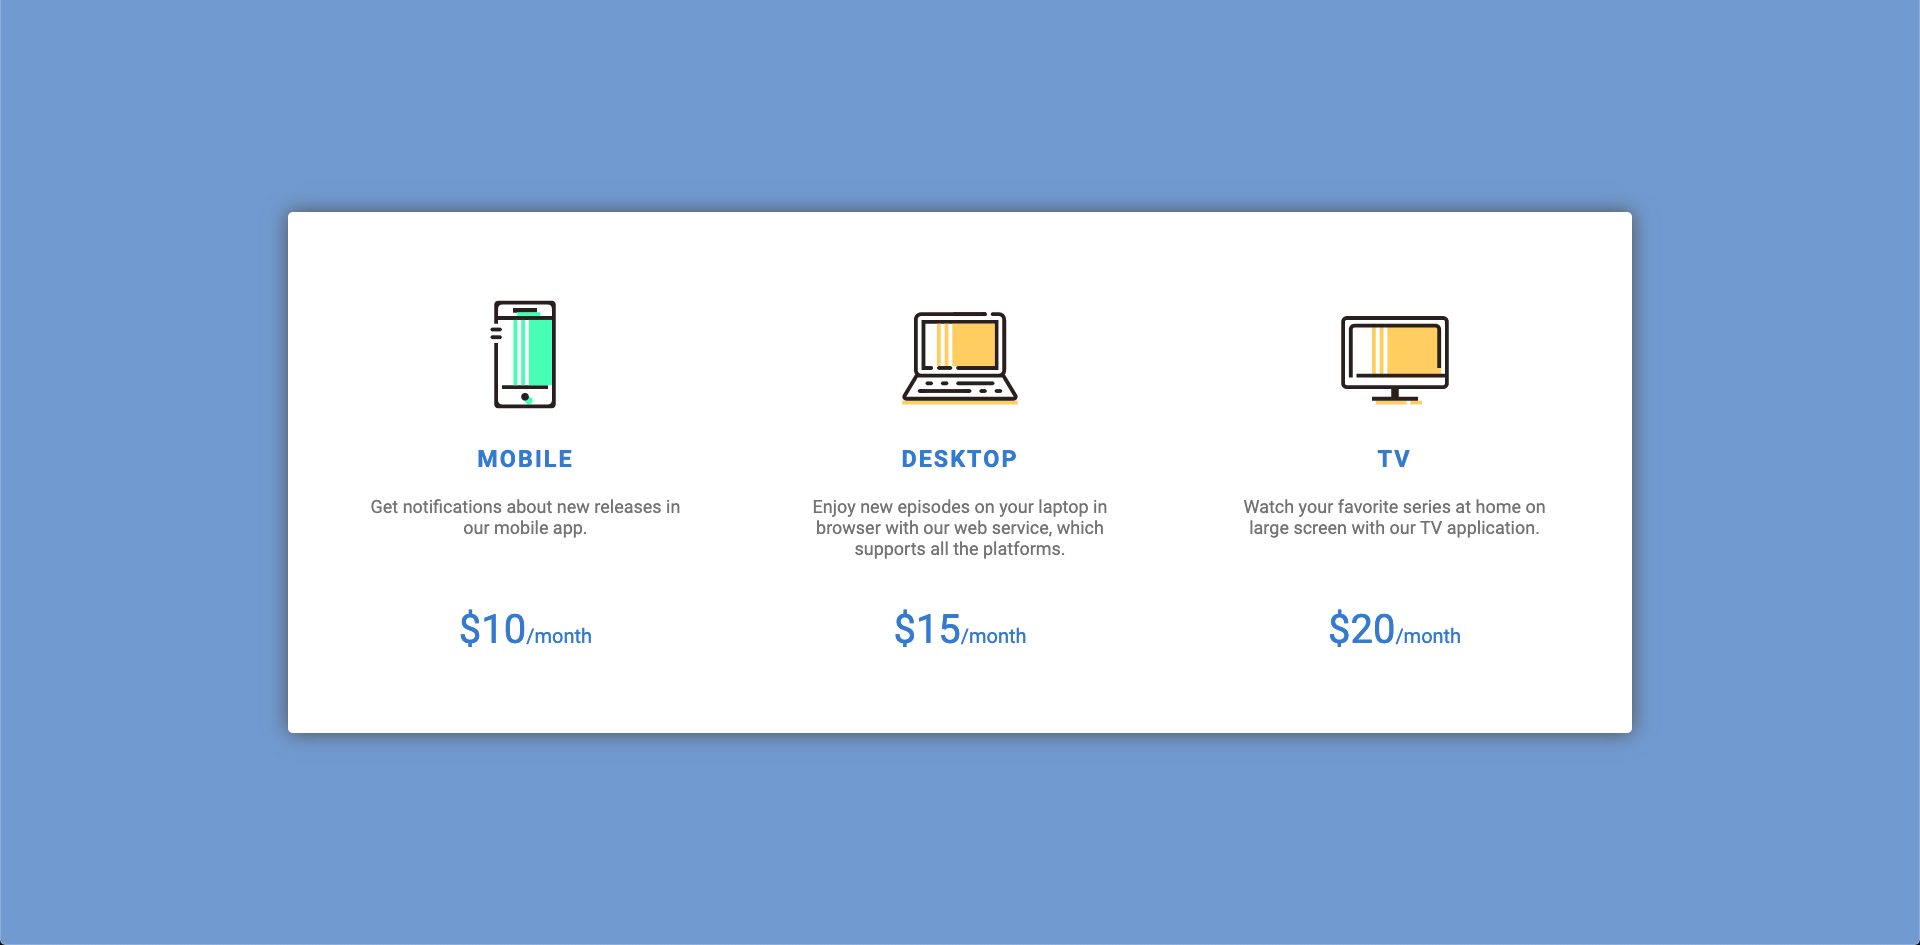 MOBILE
Get notifications about new releases in
our mobile app.
$10/month
DESKTOP
Enjoy new episodes on your laptop in
browser with our web service, which
supports all the platforms.
$15/month
TV
Watch your favorite series at home on
large screen with our TV application.
$20/month